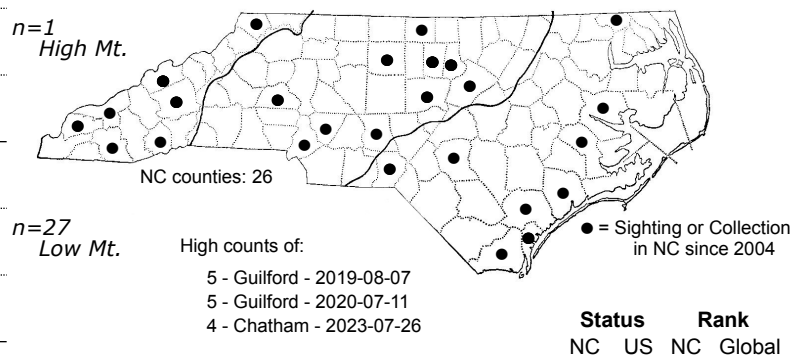 n=1
High Mt.
NC counties: 26
n=27
Low Mt.
High counts of:
5 - Guilford - 2019-08-07
5 - Guilford - 2020-07-11
4 - Chatham - 2023-07-26
● = Sighting or Collection
in NC since 2004
Status Rank
NC US NC Global